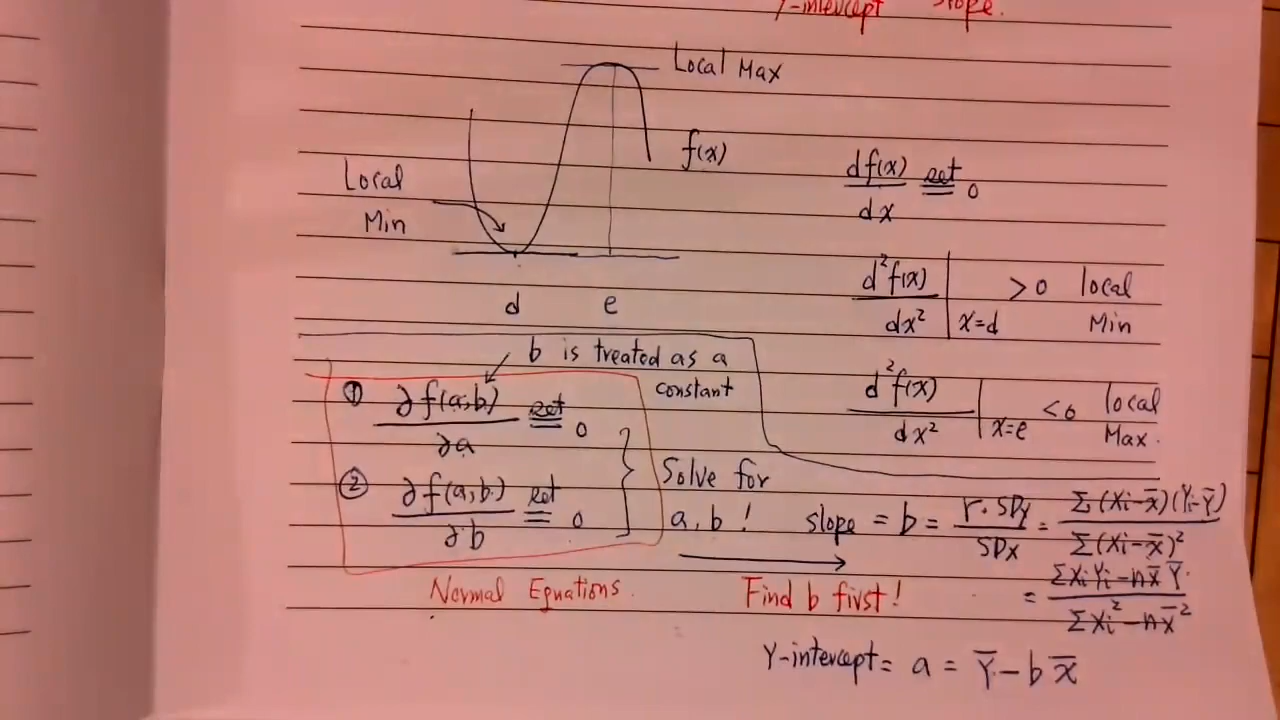 Y-intercept slope.
Local Max
f(x)
Local
Min
d e
df(x)/dx set= 0
d²f(x)/dx² | x=d > 0 local Min
d²f(x)/dx² | x=e < 0 local Max.
b is treated as a
constant
① ∂f(a,b)/∂a set= 0
② ∂f(a,b)/∂b set= 0
Solve for
a, b !
Normal Equations.
Find b first!
slope = b = r·SDy/SDx = Σ(Xi-x̄)(Yi-Ȳ)/Σ(Xi-x̄)²
= ΣXiYi-nx̄Ȳ/ΣXi²-nx̄²
Y-intercept = a = Ȳ - b x̄